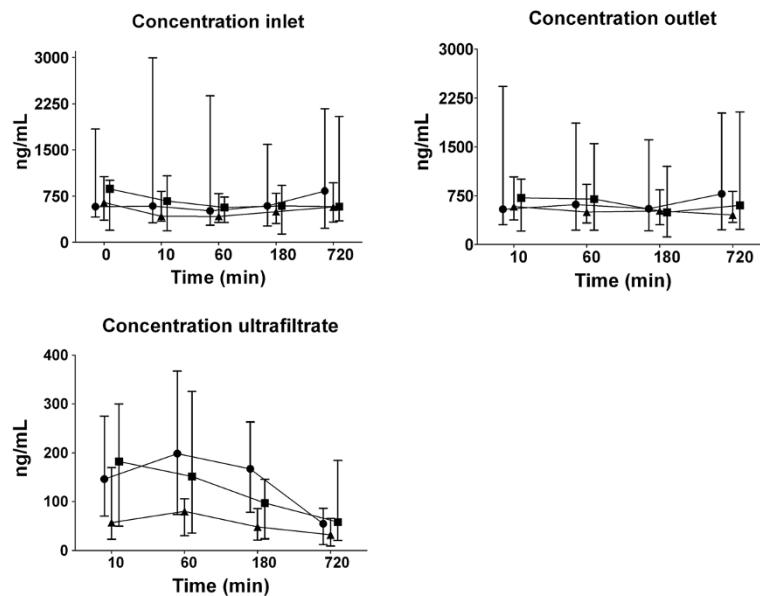 Concentration inlet
3000
2250
1500
750
0
ng/mL
0 10 60 180 720
Time (min)
Concentration outlet
3000
2250
1500
750
0
ng/mL
10 60 180 720
Time (min)
Concentration ultrafiltrate
400
300
200
100
0
ng/mL
10 60 180 720
Time (min)